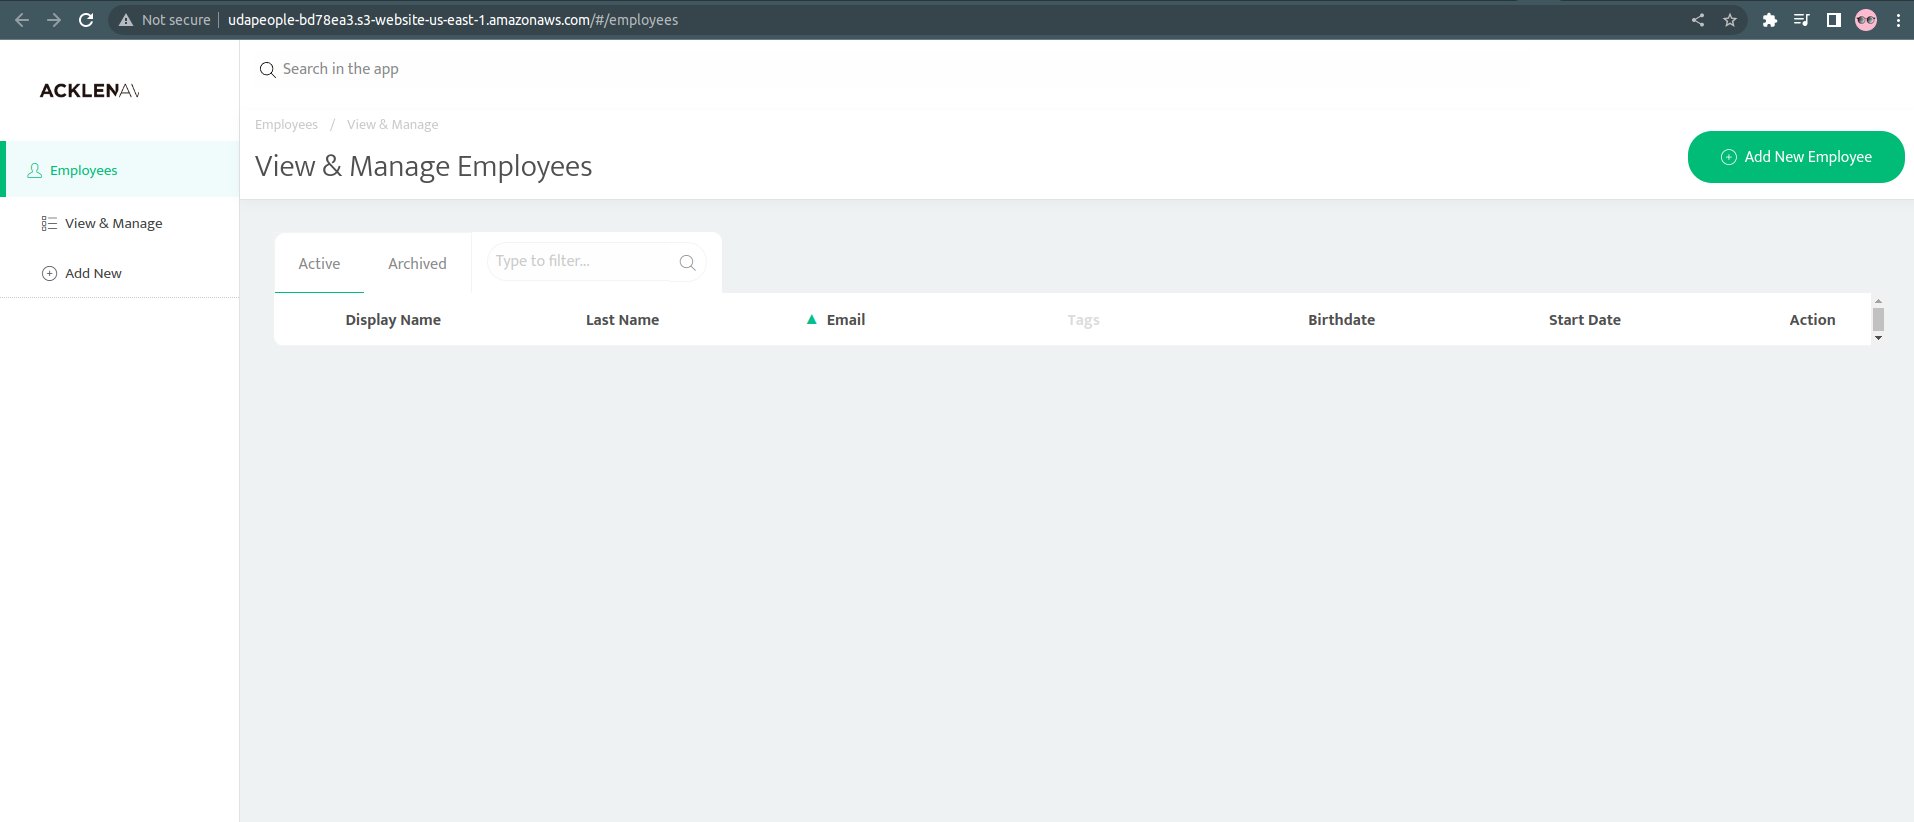 Not secure | udapeople-bd78ea3.s3-website-us-east-1.amazonaws.com/#/employees
ACKLENAV
Search in the app
Employees / View & Manage
View & Manage Employees
Add New Employee
Employees
View & Manage
Add New
Active Archived Type to filter...
Display Name Last Name ▲ Email Tags Birthdate Start Date Action